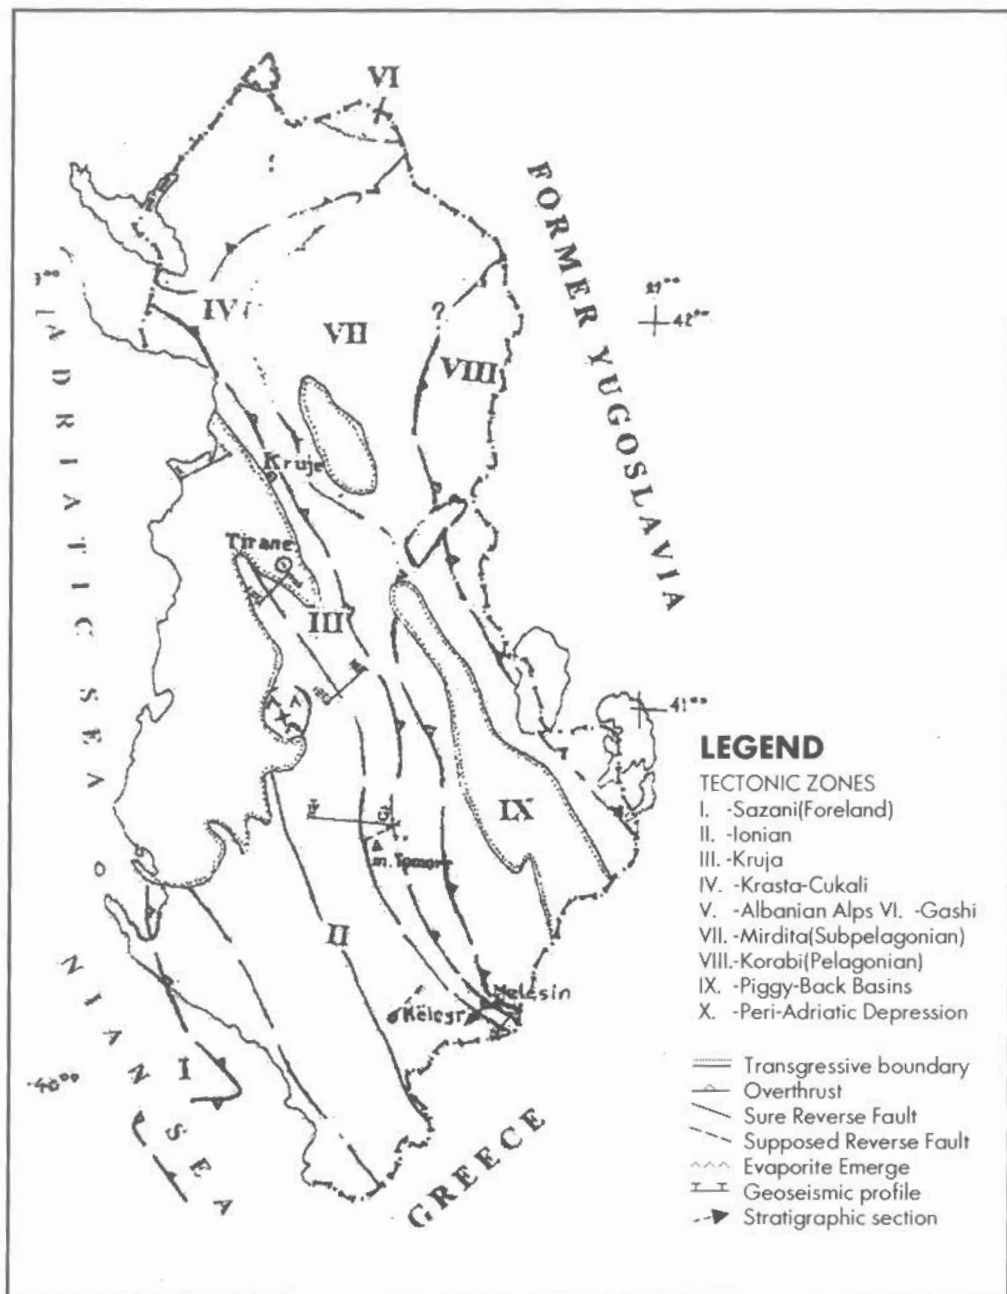 VI
FORMER YUGOSLAVIA
ADRIATIC SEA
IV
VII
?
VIII
42°°
Kruje
Tirane
III
41°°
IX
m. Tomorr
II
Këlcyr
I
IONIAN SEA
GREECE
LEGEND
TECTONIC ZONES
I. -Sazani(Foreland)
II. -Ionian
III. -Kruja
IV. -Krasta-Cukali
V. -Albanian Alps VI. -Gashi
VII. -Mirdita(Subpelagonian)
VIII.-Korabi(Pelagonian)
IX. -Piggy-Back Basins
X. -Peri-Adriatic Depression
Transgressive boundary
Overthrust
Sure Reverse Fault
Supposed Reverse Fault
Evaporite Emerge
Geoseismic profile
Stratigraphic section